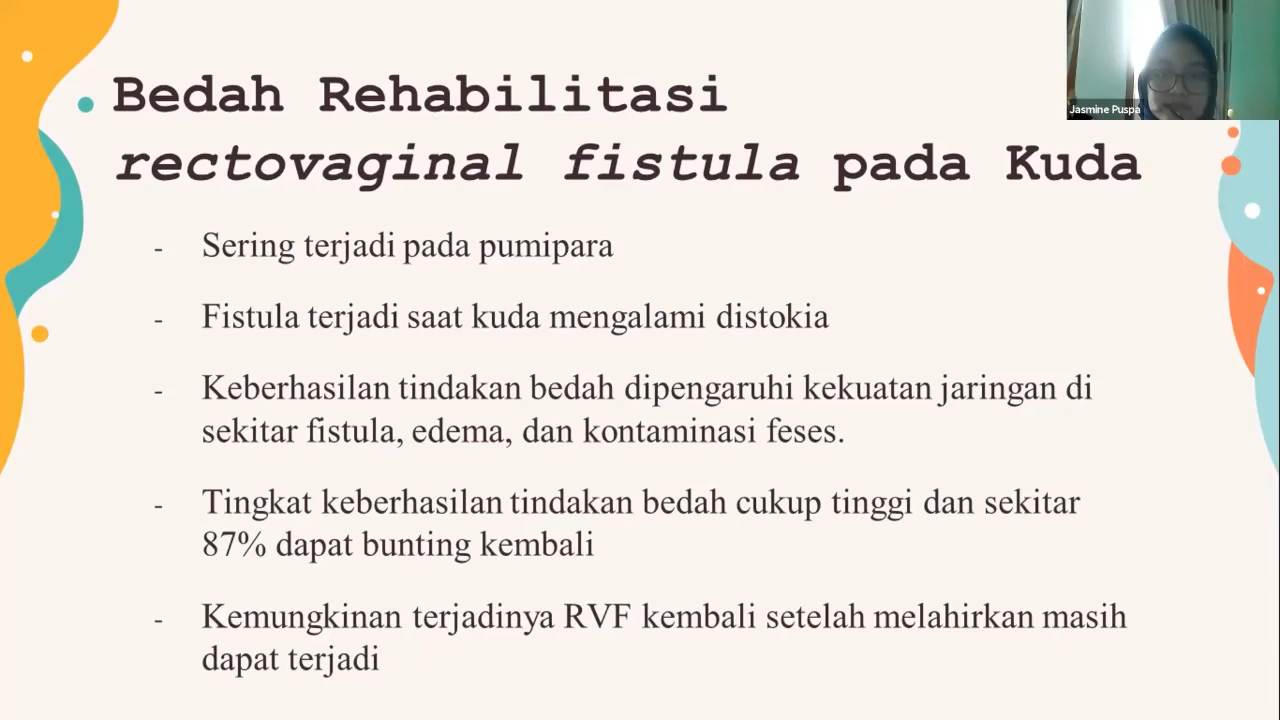 Bedah Rehabilitasi
rectovaginal fistula pada Kuda
Jasmine Puspa
- Sering terjadi pada pumipara
- Fistula terjadi saat kuda mengalami distokia
- Keberhasilan tindakan bedah dipengaruhi kekuatan jaringan di
sekitar fistula, edema, dan kontaminasi feses.
- Tingkat keberhasilan tindakan bedah cukup tinggi dan sekitar
87% dapat bunting kembali
- Kemungkinan terjadinya RVF kembali setelah melahirkan masih
dapat terjadi